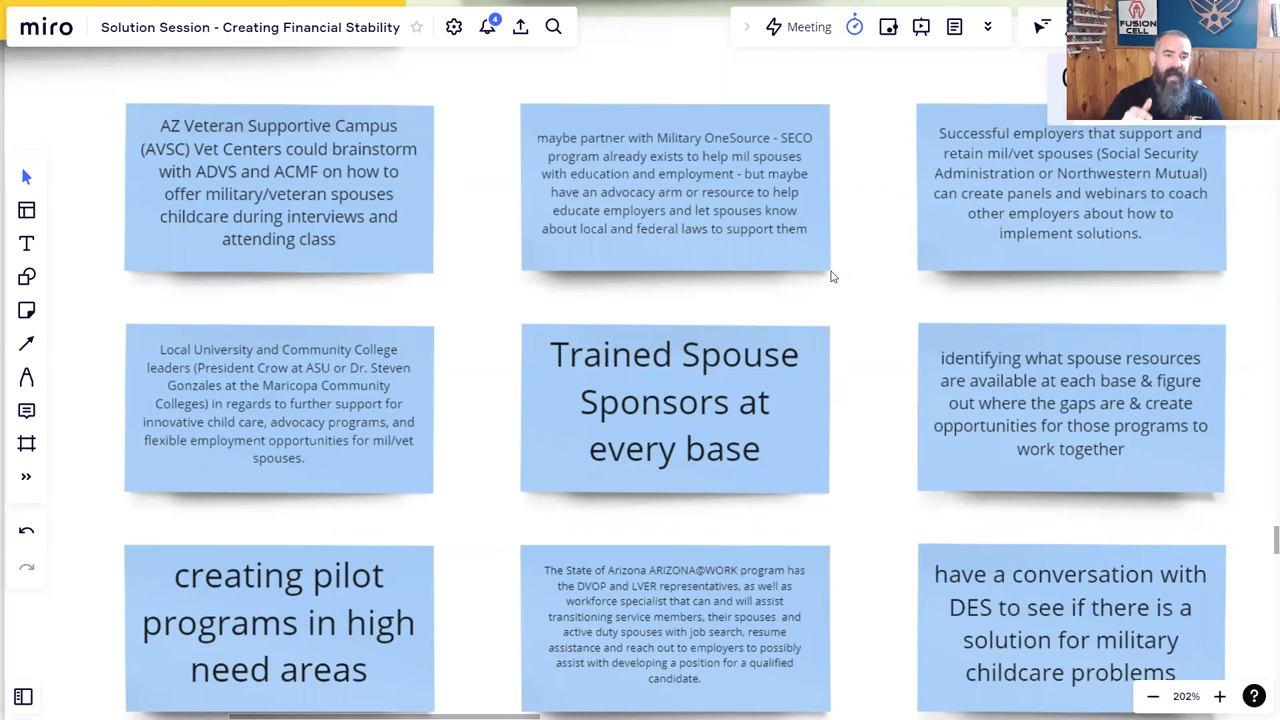 miro
Solution Session - Creating Financial Stability
4
Meeting
FUSION
CELL
AZ Veteran Supportive Campus
(AVSC) Vet Centers could brainstorm
with ADVS and ACMF on how to
offer military/veteran spouses
childcare during interviews and
attending class
maybe partner with Military OneSource - SECO
program already exists to help mil spouses
with education and employment - but maybe
have an advocacy arm or resource to help
educate employers and let spouses know
about local and federal laws to support them
Successful employers that support and
retain mil/vet spouses (Social Security
Administration or Northwestern Mutual)
can create panels and webinars to coach
other employers about how to
implement solutions.
Local University and Community College
leaders (President Crow at ASU or Dr. Steven
Gonzales at the Maricopa Community
Colleges) in regards to further support for
innovative child care, advocacy programs, and
flexible employment opportunities for mil/vet
spouses.
Trained Spouse
Sponsors at
every base
identifying what spouse resources
are available at each base & figure
out where the gaps are & create
opportunities for those programs to
work together
creating pilot
programs in high
need areas
The State of Arizona ARIZONA@WORK program has
the DVOP and LVER representatives, as well as
workforce specialist that can and will assist
transitioning service members, their spouses and
active duty spouses with job search, resume
assistance and reach out to employers to possibly
assist with developing a position for a qualified
candidate.
have a conversation with
DES to see if there is a
solution for military
childcare problems
202%